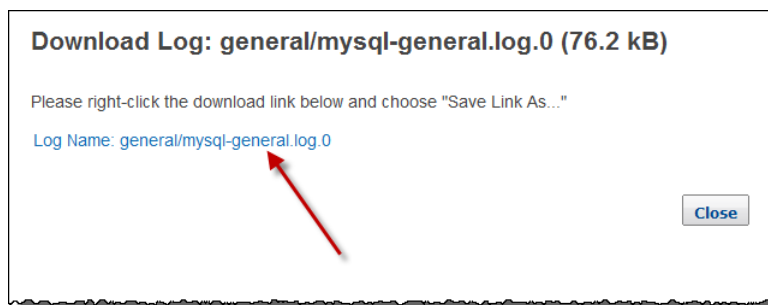 Download Log: general/mysql-general.log.0 (76.2 kB)
Please right-click the download link below and choose "Save Link As..."
Log Name: general/mysql-general.log.0
Close